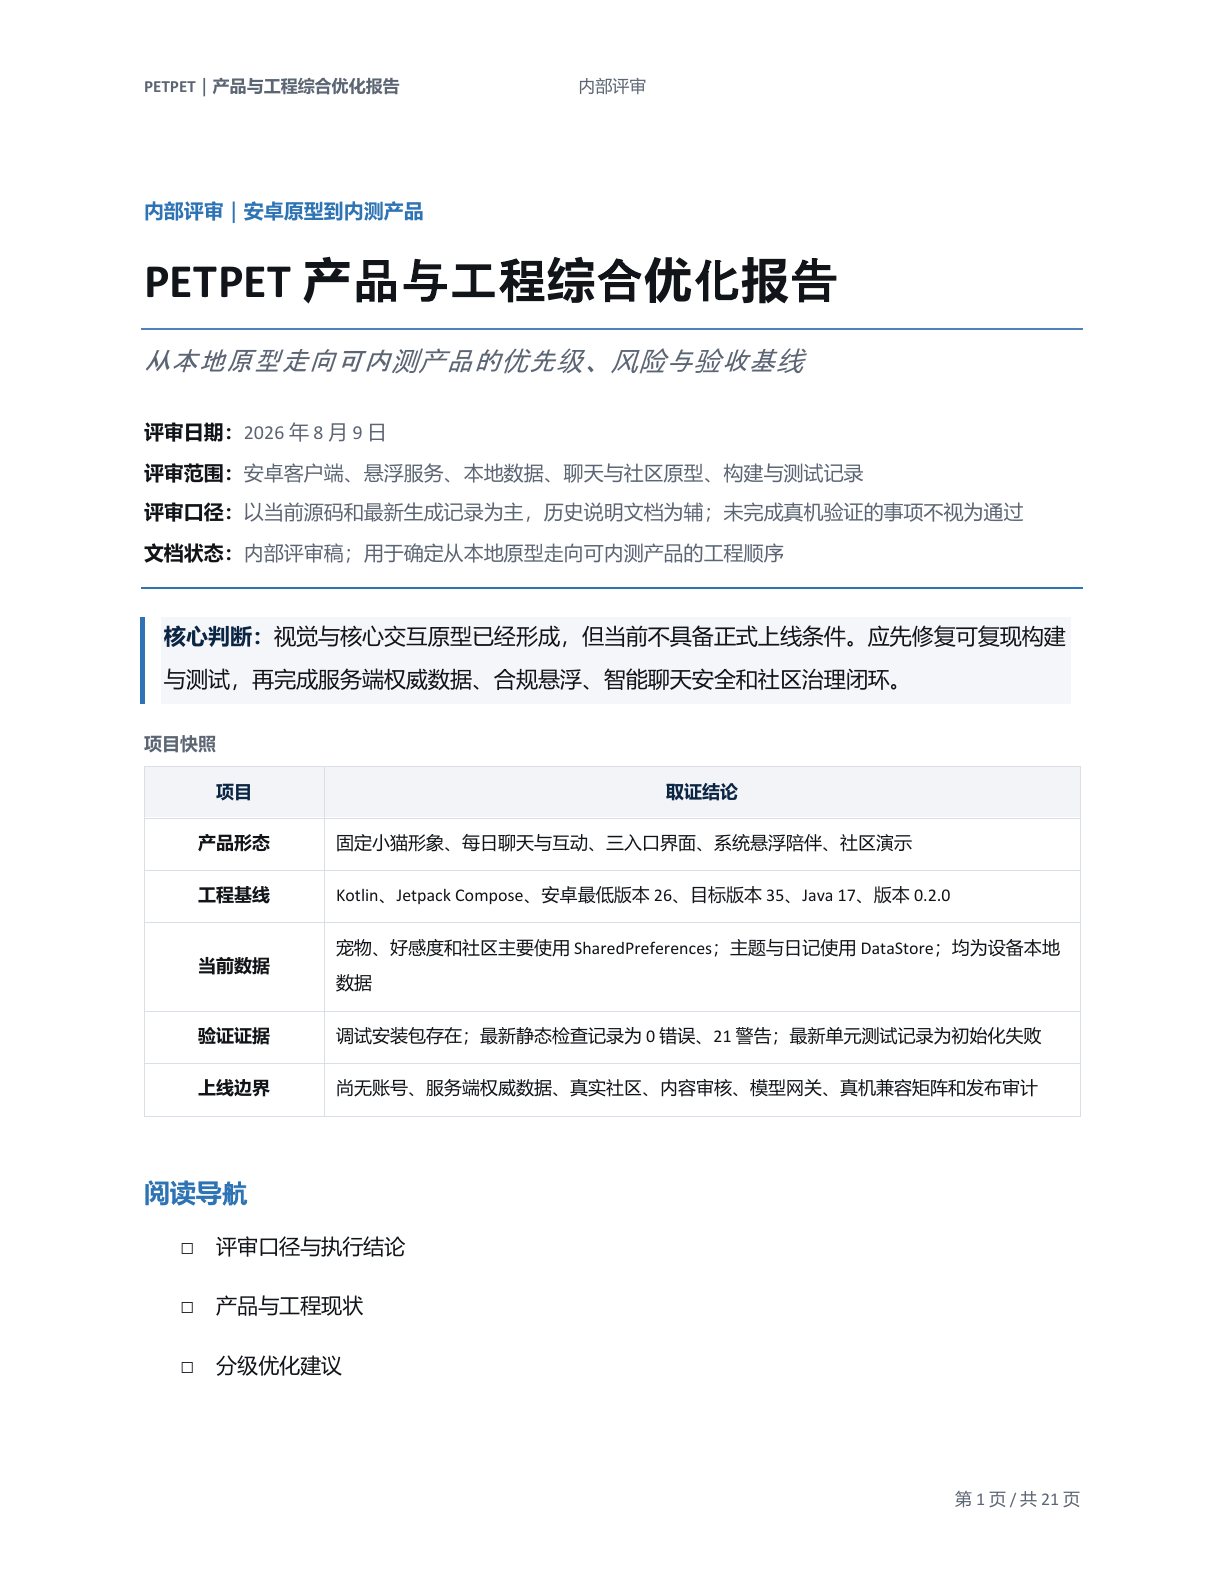 PETPET｜产品与工程综合优化报告 内部评审
内部评审｜安卓原型到内测产品
PETPET 产品与工程综合优化报告
从本地原型走向可内测产品的优先级、风险与验收基线
评审日期：2026 年 8 月 9 日
评审范围：安卓客户端、悬浮服务、本地数据、聊天与社区原型、构建与测试记录
评审口径：以当前源码和最新生成记录为主，历史说明文档为辅；未完成真机验证的事项不视为通过
文档状态：内部评审稿；用于确定从本地原型走向可内测产品的工程顺序
核心判断：视觉与核心交互原型已经形成，但当前不具备正式上线条件。应先修复可复现构建
与测试，再完成服务端权威数据、合规悬浮、智能聊天安全和社区治理闭环。
项目快照
项目 取证结论
产品形态 固定小猫形象、每日聊天与互动、三入口界面、系统悬浮陪伴、社区演示
工程基线 Kotlin、Jetpack Compose、安卓最低版本 26、目标版本 35、Java 17、版本 0.2.0
当前数据 宠物、好感度和社区主要使用 SharedPreferences；主题与日记使用 DataStore；均为设备本地
数据
验证证据 调试安装包存在；最新静态检查记录为 0 错误、21 警告；最新单元测试记录为初始化失败
上线边界 尚无账号、服务端权威数据、真实社区、内容审核、模型网关、真机兼容矩阵和发布审计
阅读导航
□ 评审口径与执行结论
□ 产品与工程现状
□ 分级优化建议
第 1 页 / 共 21 页